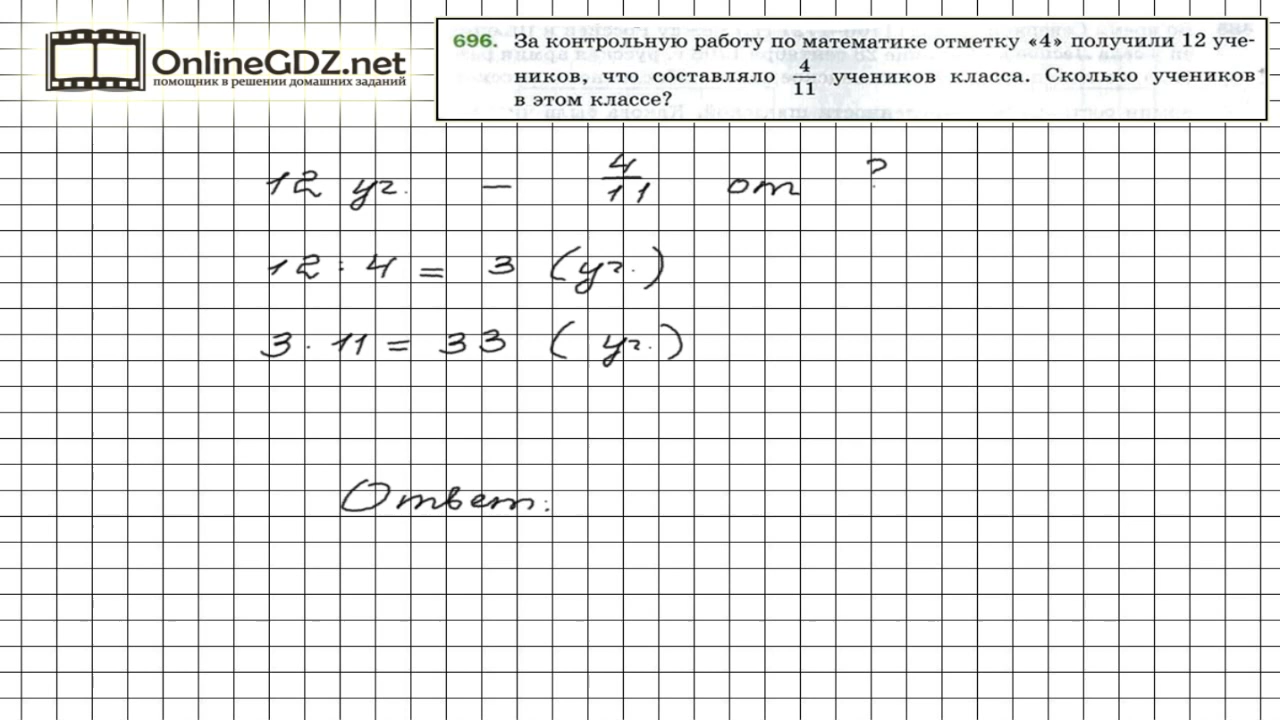 OnlineGDZ.net
помощник в решении домашних заданий
696. За контрольную работу по математике отметку «4» получили 12 уче-
ников, что составляло 4/11 учеников класса. Сколько учеников
в этом классе?
12 уч. — 4/11 от ?
12 : 4 = 3 (уч.)
3 · 11 = 33 (уч.)
Ответ: